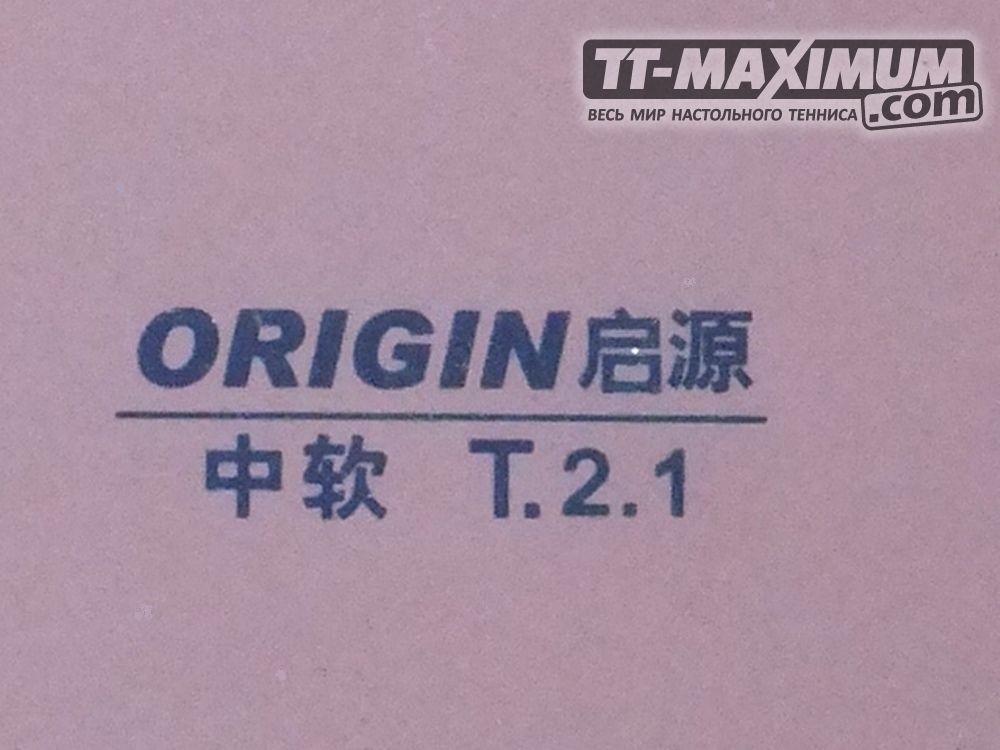 TT-MAXIMUM
.com
ВЕСЬ МИР НАСТОЛЬНОГО ТЕННИСА
ORIGIN启源
中软 T.2.1